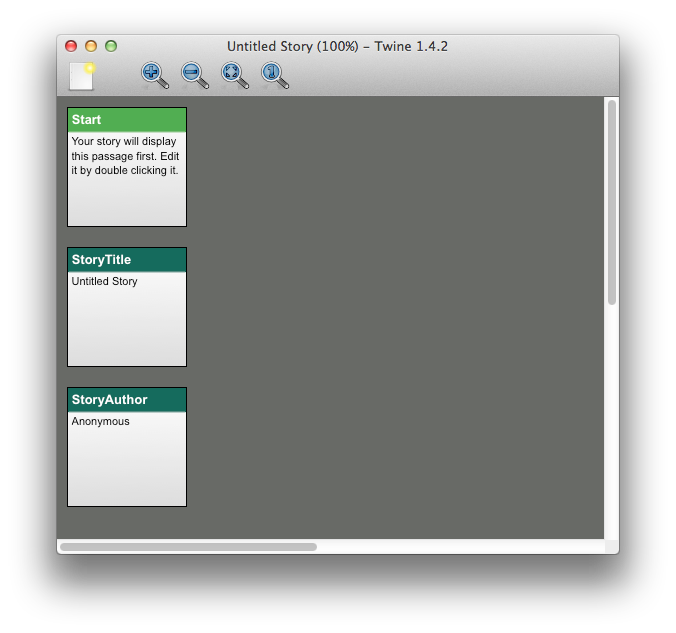 Untitled Story (100%) – Twine 1.4.2
Start
Your story will display
this passage first. Edit
it by double clicking it.
StoryTitle
Untitled Story
StoryAuthor
Anonymous